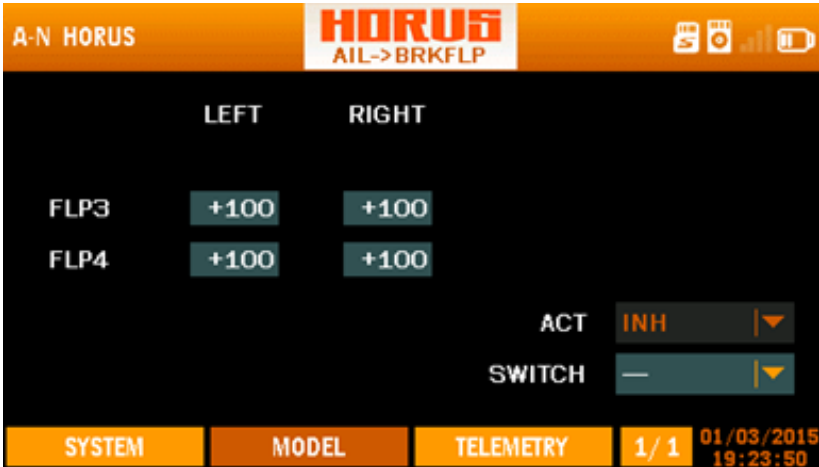 A-N HORUS
HORUS
AIL->BRKFLP
LEFT RIGHT
FLP3 +100 +100
FLP4 +100 +100
ACT INH
SWITCH —
SYSTEM MODEL TELEMETRY 1/1 01/03/2015
19:23:50